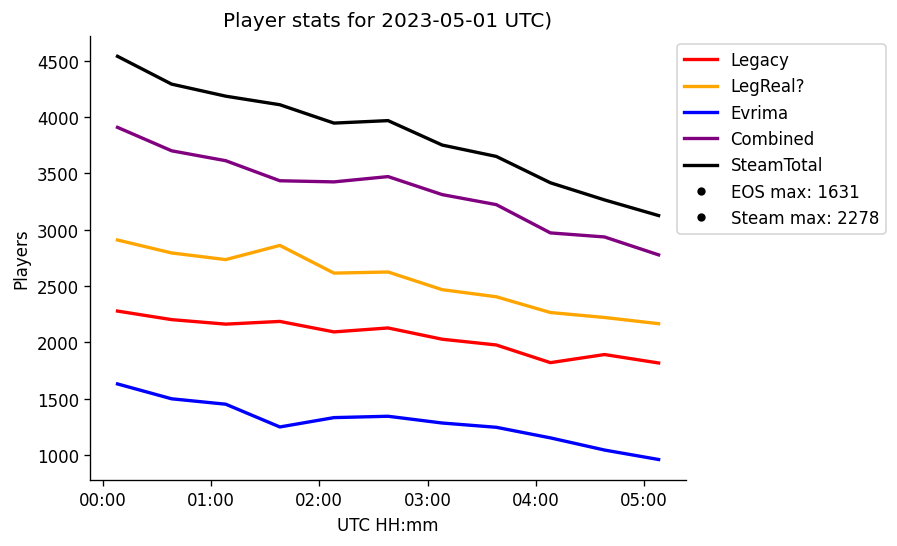 Player stats for 2023-05-01 UTC)
4500
4000
3500
3000
2500
2000
1500
1000
Players
00:00 01:00 02:00 03:00 04:00 05:00
UTC HH:mm
Legacy
LegReal?
Evrima
Combined
SteamTotal
EOS max: 1631
Steam max: 2278